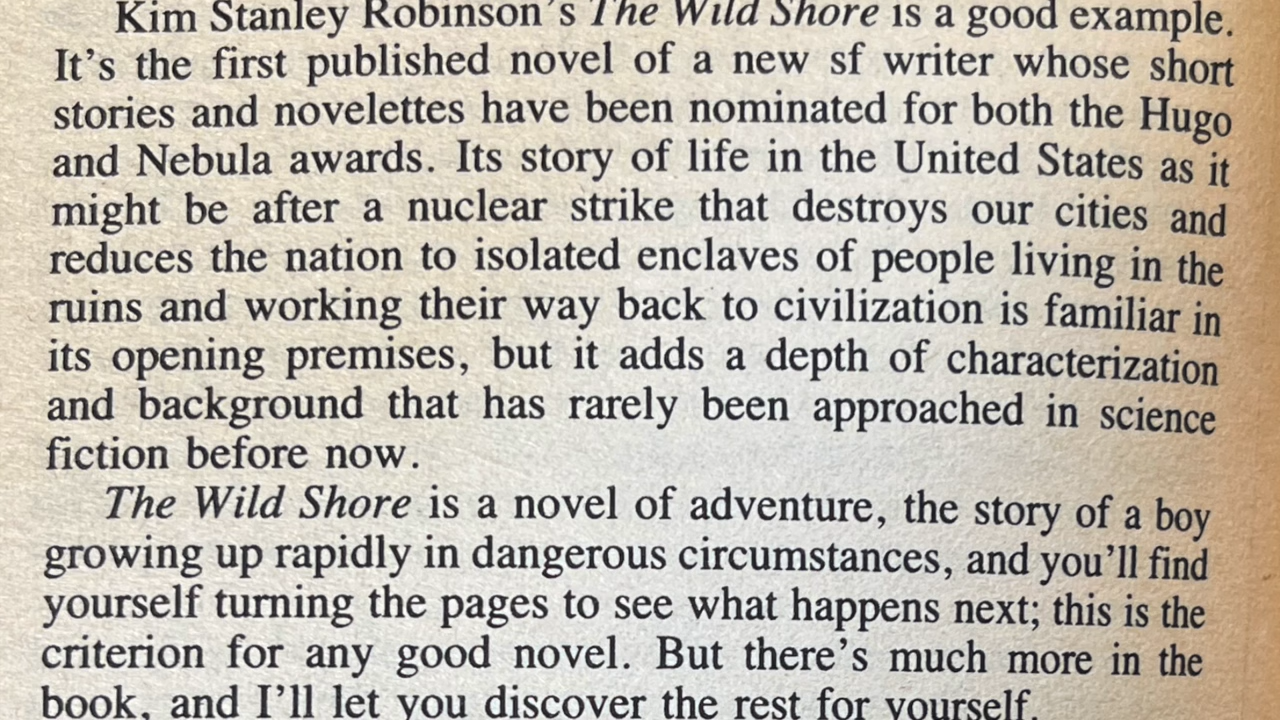 Kim Stanley Robinson's The Wild Shore is a good example.
It's the first published novel of a new sf writer whose short
stories and novelettes have been nominated for both the Hugo
and Nebula awards. Its story of life in the United States as it
might be after a nuclear strike that destroys our cities and
reduces the nation to isolated enclaves of people living in the
ruins and working their way back to civilization is familiar in
its opening premises, but it adds a depth of characterization
and background that has rarely been approached in science
fiction before now.
The Wild Shore is a novel of adventure, the story of a boy
growing up rapidly in dangerous circumstances, and you'll find
yourself turning the pages to see what happens next; this is the
criterion for any good novel. But there's much more in the
book, and I'll let you discover the rest for yourself.